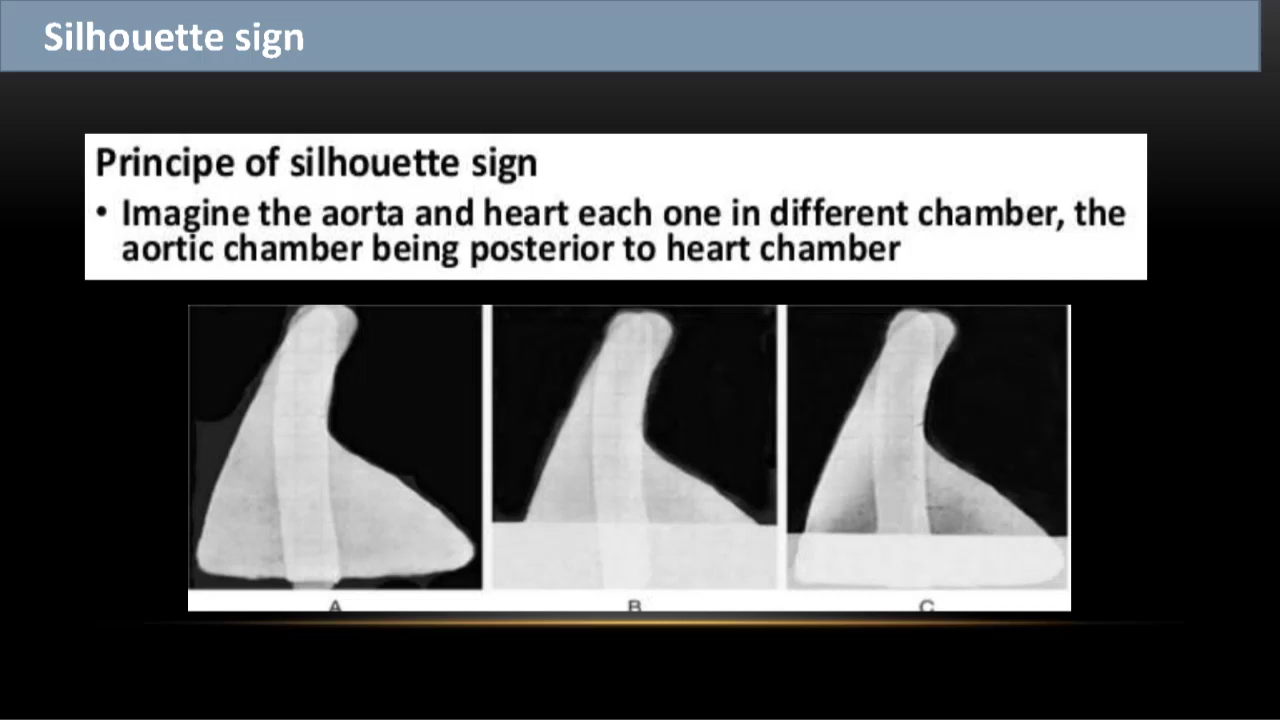 Silhouette sign
Principe of silhouette sign
• Imagine the aorta and heart each one in different chamber, the
aortic chamber being posterior to heart chamber
A B C